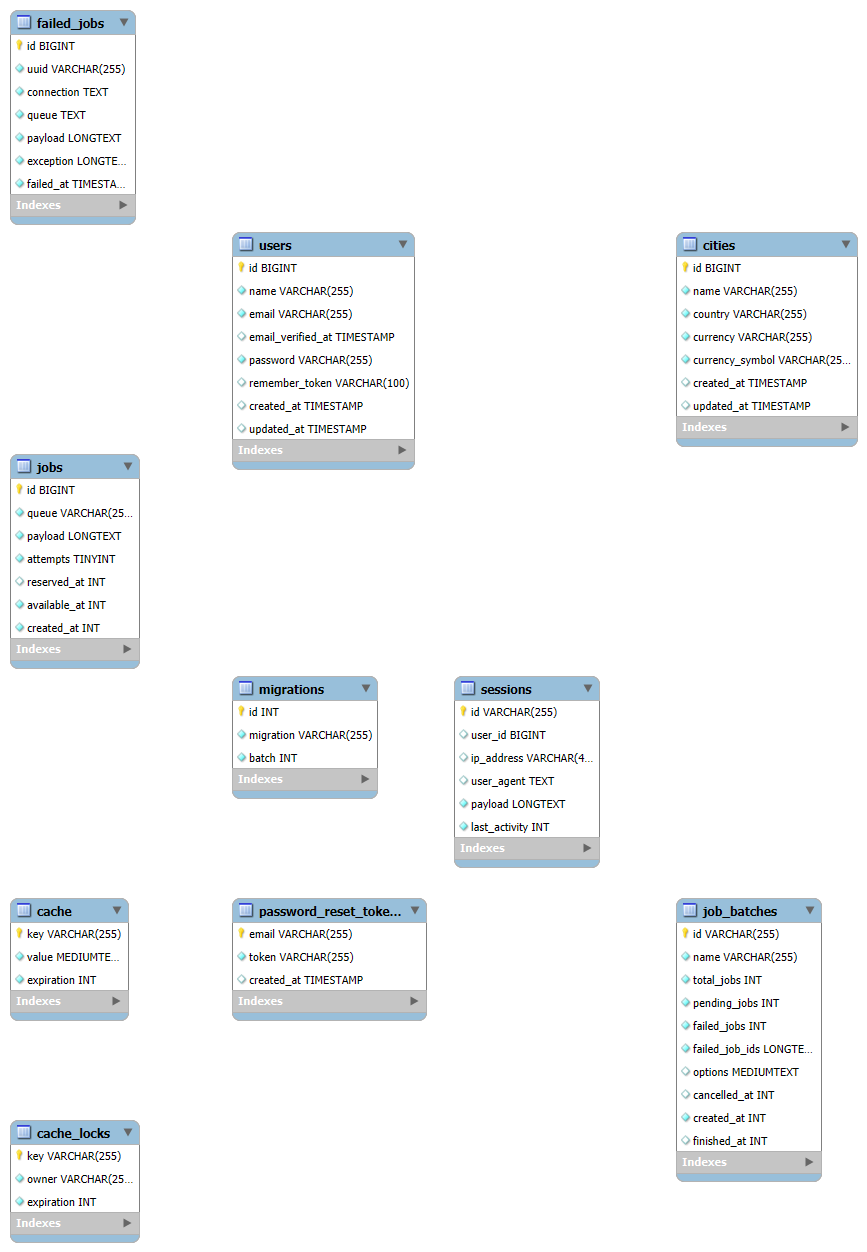 failed_jobs
id BIGINT
uuid VARCHAR(255)
connection TEXT
queue TEXT
payload LONGTEXT
exception LONGTE...
failed_at TIMESTA...
Indexes
users
id BIGINT
name VARCHAR(255)
email VARCHAR(255)
email_verified_at TIMESTAMP
password VARCHAR(255)
remember_token VARCHAR(100)
created_at TIMESTAMP
updated_at TIMESTAMP
Indexes
cities
id BIGINT
name VARCHAR(255)
country VARCHAR(255)
currency VARCHAR(255)
currency_symbol VARCHAR(25...
created_at TIMESTAMP
updated_at TIMESTAMP
Indexes
jobs
id BIGINT
queue VARCHAR(25...
payload LONGTEXT
attempts TINYINT
reserved_at INT
available_at INT
created_at INT
Indexes
migrations
id INT
migration VARCHAR(255)
batch INT
Indexes
sessions
id VARCHAR(255)
user_id BIGINT
ip_address VARCHAR(4...
user_agent TEXT
payload LONGTEXT
last_activity INT
Indexes
cache
key VARCHAR(255)
value MEDIUMTE...
expiration INT
Indexes
password_reset_toke...
email VARCHAR(255)
token VARCHAR(255)
created_at TIMESTAMP
Indexes
job_batches
id VARCHAR(255)
name VARCHAR(255)
total_jobs INT
pending_jobs INT
failed_jobs INT
failed_job_ids LONGTE...
options MEDIUMTEXT
cancelled_at INT
created_at INT
finished_at INT
Indexes
cache_locks
key VARCHAR(255)
owner VARCHAR(25...
expiration INT
Indexes